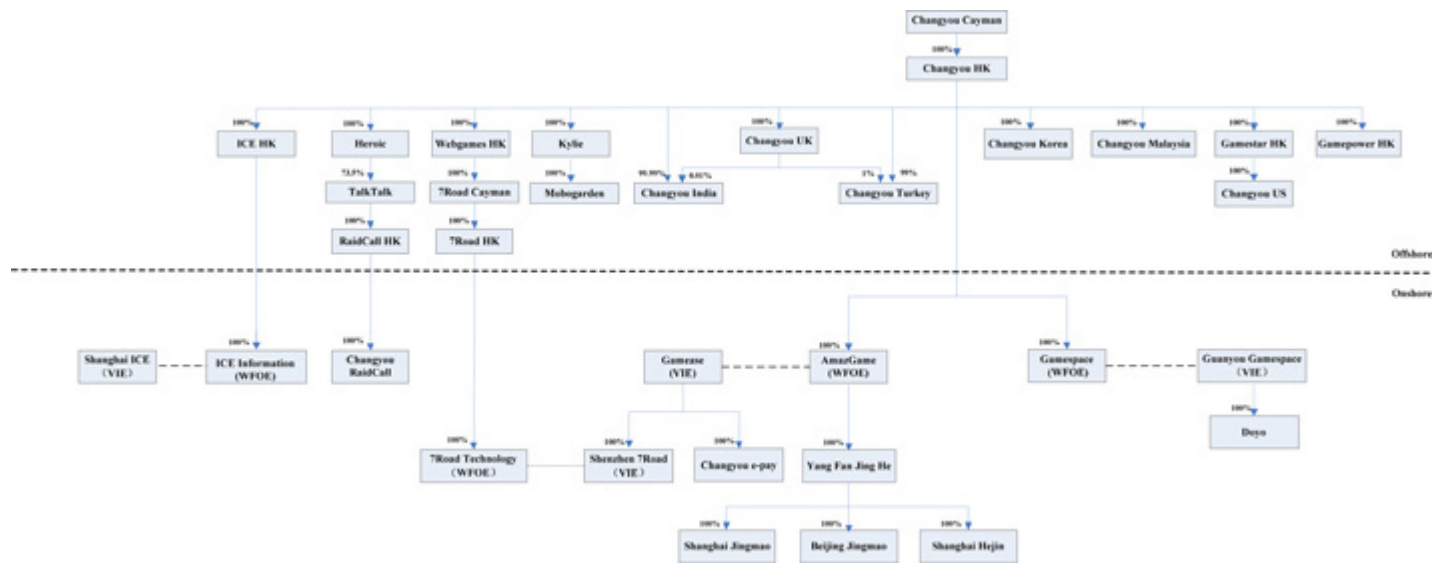 Changyou Cayman
100%
Changyou HK
100%
100%
100%
100%
100%
100%
100%
100%
100%
ICE HK
Heroic
Webgames HK
Kylie
Changyou UK
Changyou Korea
Changyou Malaysia
Gamestar HK
Gamepower HK
73.5%
100%
100%
99.99%
0.01%
1%
99%
100%
TalkTalk
7Road Cayman
Mobogarden
Changyou India
Changyou Turkey
Changyou US
100%
100%
RaidCall HK
7Road HK
Offshore
Onshore
100%
100%
100%
100%
Shanghai ICE
(VIE)
ICE Information
(WFOE)
Changyou
RaidCall
Gamease
(VIE)
AmazGame
(WFOE)
Gamespace
(WFOE)
Guanyou Gamespace
(VIE)
100%
Doyo
100%
100%
100%
100%
7Road Technology
(WFOE)
Shenzhen 7Road
(VIE)
Changyou e-pay
Yang Fan Jing He
100%
100%
100%
Shanghai Jingmao
Beijing Jingmao
Shanghai Hejin